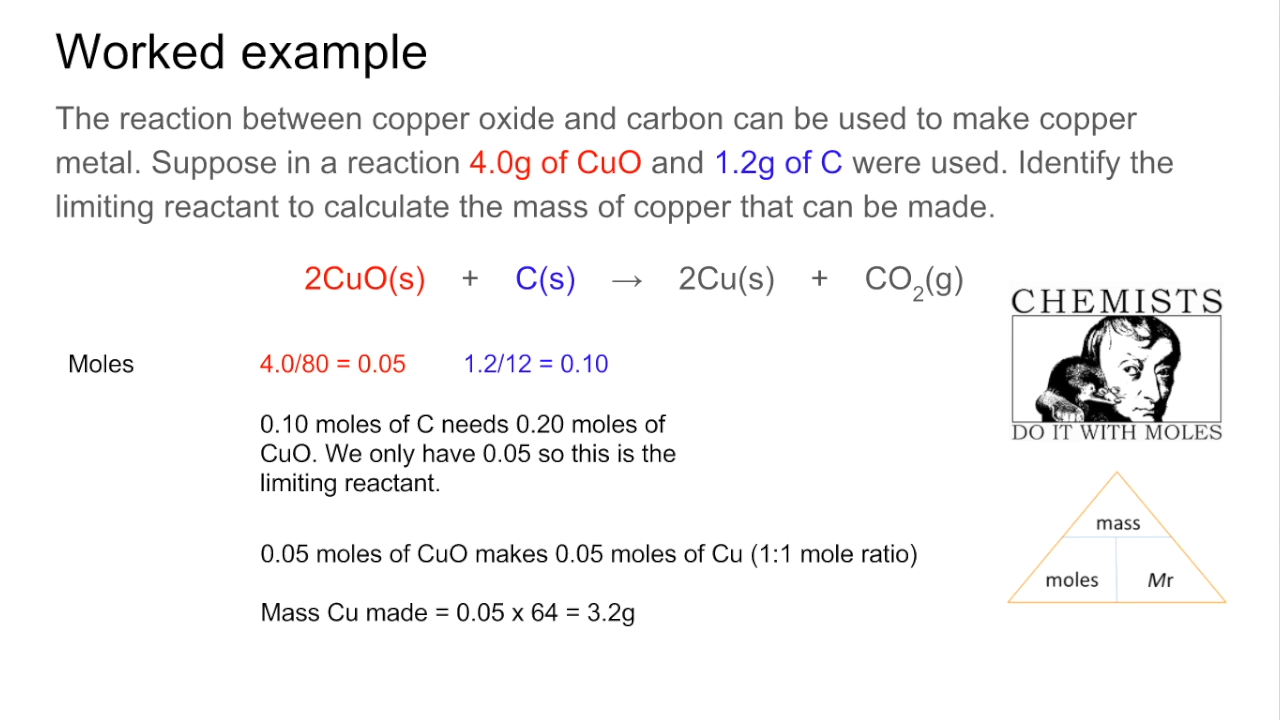 Worked example
The reaction between copper oxide and carbon can be used to make copper
metal. Suppose in a reaction 4.0g of CuO and 1.2g of C were used. Identify the
limiting reactant to calculate the mass of copper that can be made.
2CuO(s) + C(s) → 2Cu(s) + CO₂(g)
CHEMISTS
DO IT WITH MOLES
Moles 4.0/80 = 0.05 1.2/12 = 0.10
0.10 moles of C needs 0.20 moles of
CuO. We only have 0.05 so this is the
limiting reactant.
0.05 moles of CuO makes 0.05 moles of Cu (1:1 mole ratio)
Mass Cu made = 0.05 x 64 = 3.2g
mass
moles Mr